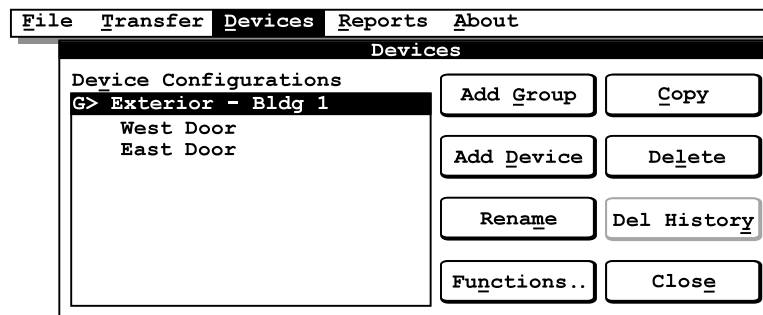 File Transfer Devices Reports About
Devices
Device Configurations
G> Exterior - Bldg 1
West Door
East Door
Add Group
Copy
Add Device
Delete
Rename
Del History
Functions..
Close